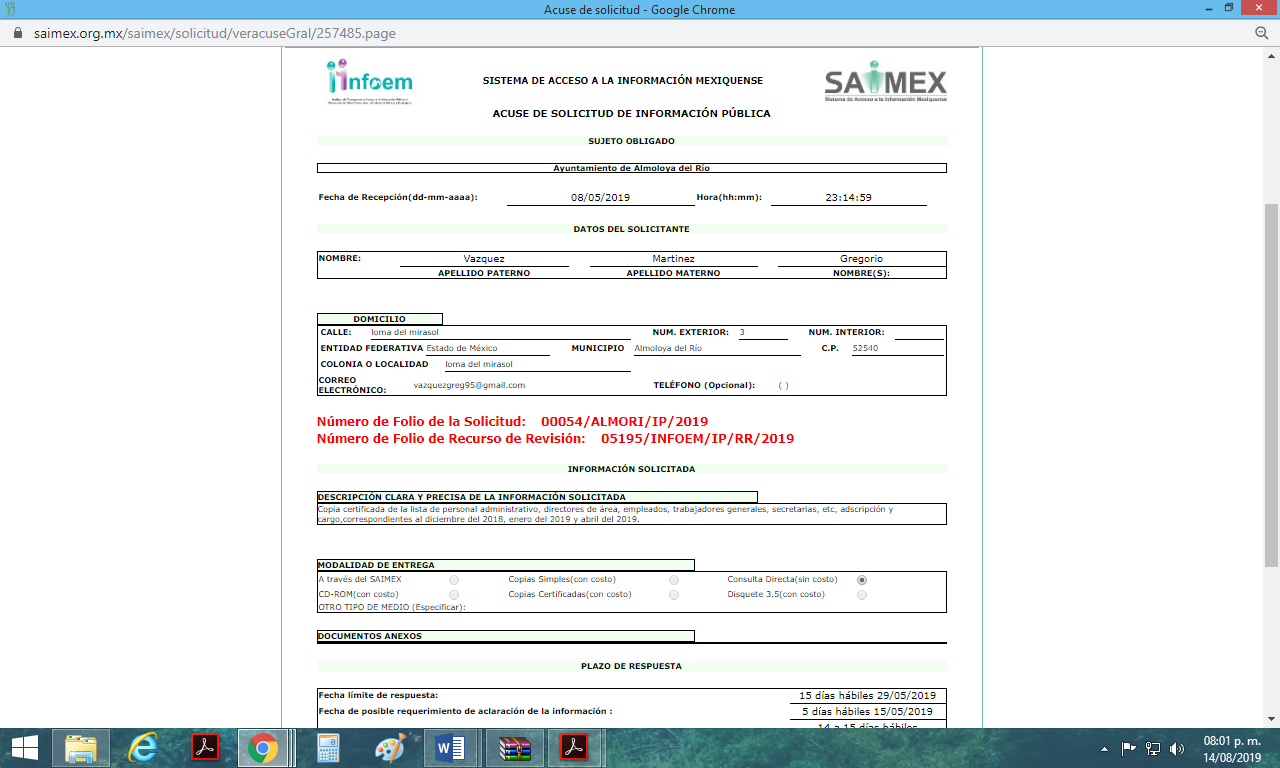 Acuse de solicitud - Google Chrome
saimex.org.mx/saimex/solicitud/veracuseGral/257485.page
infoem
SISTEMA DE ACCESO A LA INFORMACIÓN MEXIQUENSE
SAIMEX
Sistema de Acceso a la Información Mexiquense
ACUSE DE SOLICITUD DE INFORMACIÓN PÚBLICA
SUJETO OBLIGADO
Ayuntamiento de Almoloya del Río
Fecha de Recepción(dd-mm-aaaa): 08/05/2019 Hora(hh:mm): 23:14:59
DATOS DEL SOLICITANTE
NOMBRE: Vazquez Martinez Gregorio
APELLIDO PATERNO APELLIDO MATERNO NOMBRE(S):
DOMICILIO
CALLE: loma del mirasol NUM. EXTERIOR: 3 NUM. INTERIOR:
ENTIDAD FEDERATIVA Estado de México MUNICIPIO Almoloya del Río C.P. 52540
COLONIA O LOCALIDAD loma del mirasol
CORREO
ELECTRÓNICO: vazquezgreg95@gmail.com TELÉFONO (Opcional): ( )
Número de Folio de la Solicitud: 00054/ALMORI/IP/2019
Número de Folio de Recurso de Revisión: 05195/INFOEM/IP/RR/2019
INFORMACIÓN SOLICITADA
DESCRIPCIÓN CLARA Y PRECISA DE LA INFORMACIÓN SOLICITADA
Copia certificada de la lista de personal administrativo, directores de área, empleados, trabajadores generales, secretarias, etc, adscripción y
cargo,correspondientes al diciembre del 2018, enero del 2019 y abril del 2019.
MODALIDAD DE ENTREGA
A través del SAIMEX Copias Simples(con costo) Consulta Directa(sin costo)
CD-ROM(con costo) Copias Certificadas(con costo) Disquete 3.5(con costo)
OTRO TIPO DE MEDIO (Especificar):
DOCUMENTOS ANEXOS
PLAZO DE RESPUESTA
Fecha límite de respuesta: 15 días hábiles 29/05/2019
Fecha de posible requerimiento de aclaración de la información : 5 días hábiles 15/05/2019
14 a 15 días hábiles
08:01 p. m.
14/08/2019